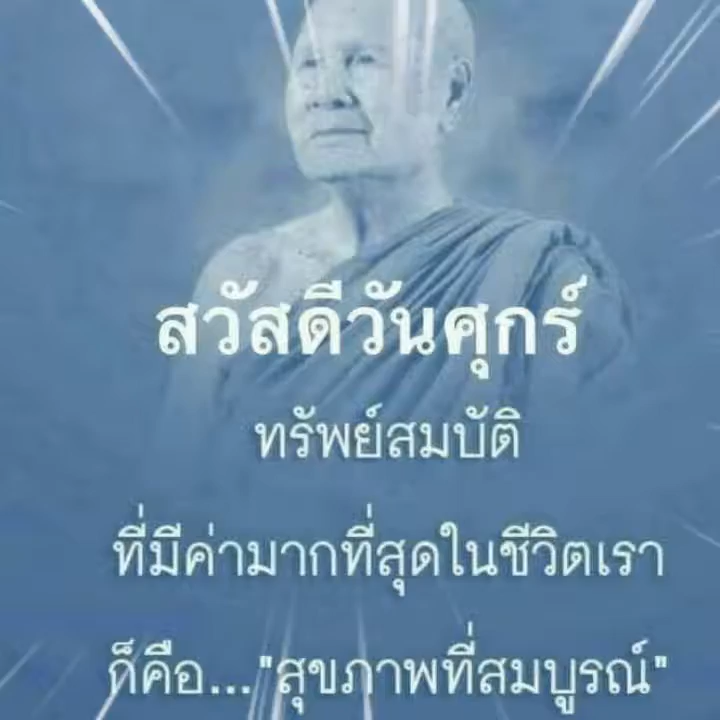 สวัสดีวันศุกร์
ทรัพย์สมบัติ
ที่มีค่ามากที่สุดในชีวิตเรา
ก็คือ..."สุขภาพที่สมบูรณ์"